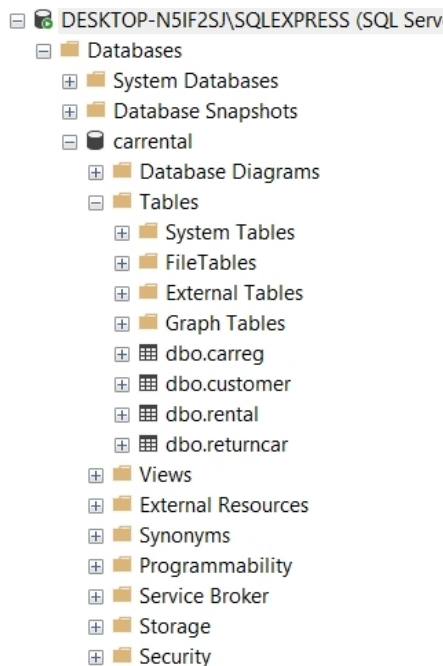 DESKTOP-N5IF2SJ\SQLEXPRESS (SQL Serv
Databases
System Databases
Database Snapshots
carrental
Database Diagrams
Tables
System Tables
FileTables
External Tables
Graph Tables
dbo.carreg
dbo.customer
dbo.rental
dbo.returncar
Views
External Resources
Synonyms
Programmability
Service Broker
Storage
Security